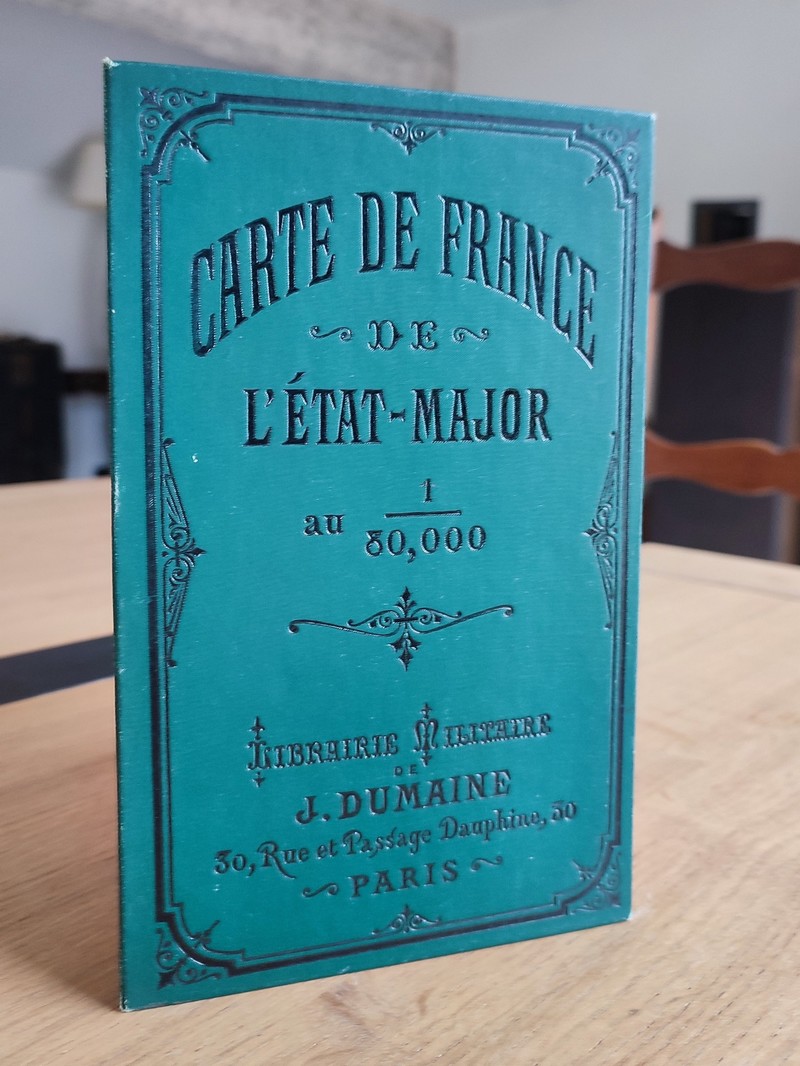 CARTE DE FRANCE
DE
L'ÉTAT-MAJOR
au 1/80,000
LIBRAIRIE MILITAIRE
DE
J. DUMAINE
30, Rue et Passage Dauphine, 30
PARIS